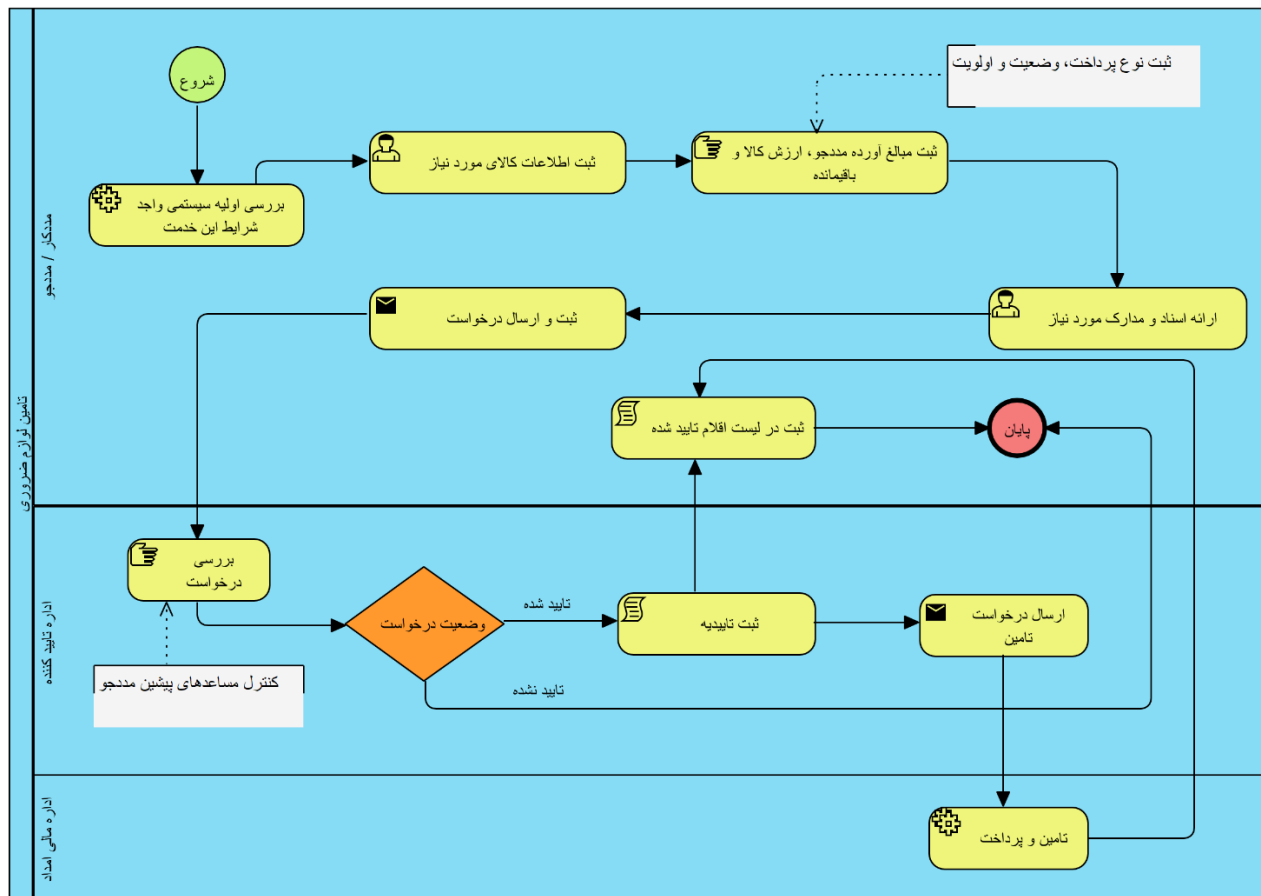 تامین لوازم ضروری
مددکار / مددجو
شروع
ثبت نوع پرداخت، وضعیت و اولویت
بررسی اولیه سیستمی واجد
شرایط این خدمت
ثبت اطلاعات کالای مورد نیاز
ثبت مبالغ آورده مددجو، ارزش کالا و
باقیمانده
ارائه اسناد و مدارک مورد نیاز
ثبت و ارسال درخواست
ثبت در لیست اقلام تایید شده
پایان
اداره تایید کننده
بررسی
درخواست
کنترل مساعدهای پیشین مددجو
وضعیت درخواست
تایید شده
تایید نشده
ثبت تاییدیه
ارسال درخواست
تامین
اداره مالی امداد
تامین و پرداخت